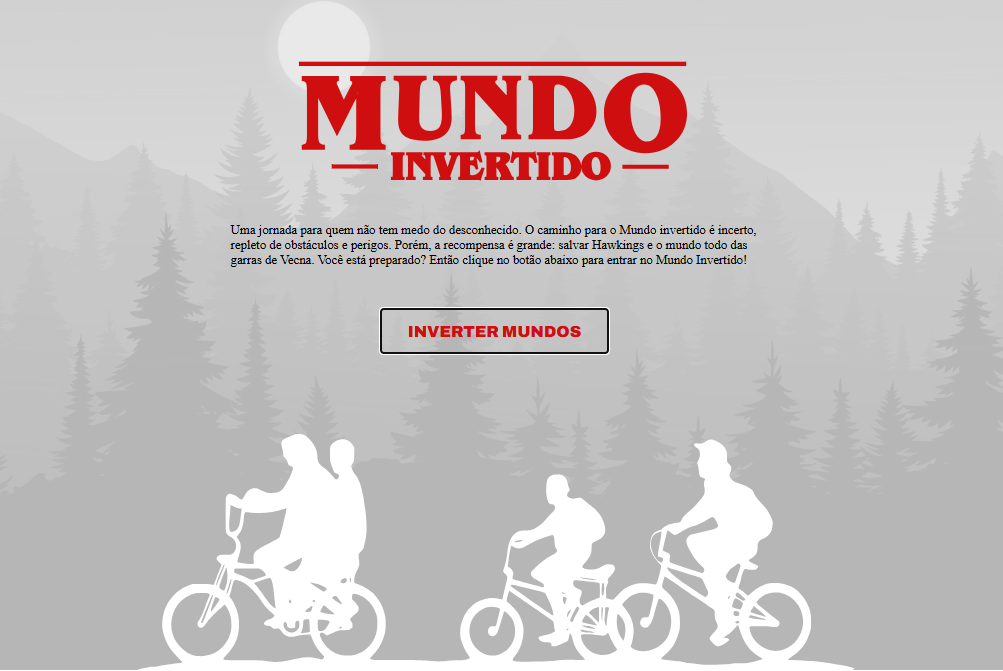 MUNDO
INVERTIDO
Uma jornada para quem não tem medo do desconhecido. O caminho para o Mundo invertido é incerto,
repleto de obstáculos e perigos. Porém, a recompensa é grande: salvar Hawkings e o mundo todo das
garras de Vecna. Você está preparado? Então clique no botão abaixo para entrar no Mundo Invertido!
INVERTER MUNDOS